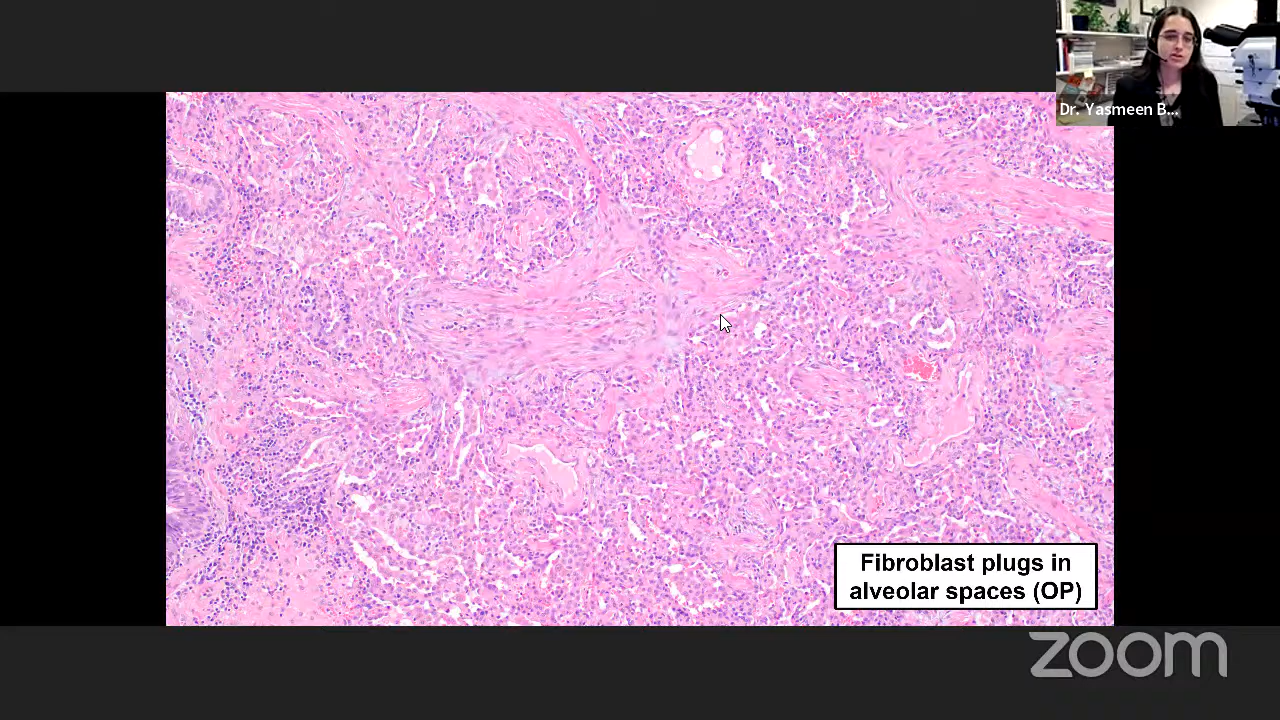 Dr. Yasmeen B...
Fibroblast plugs in
alveolar spaces (OP)
zoom